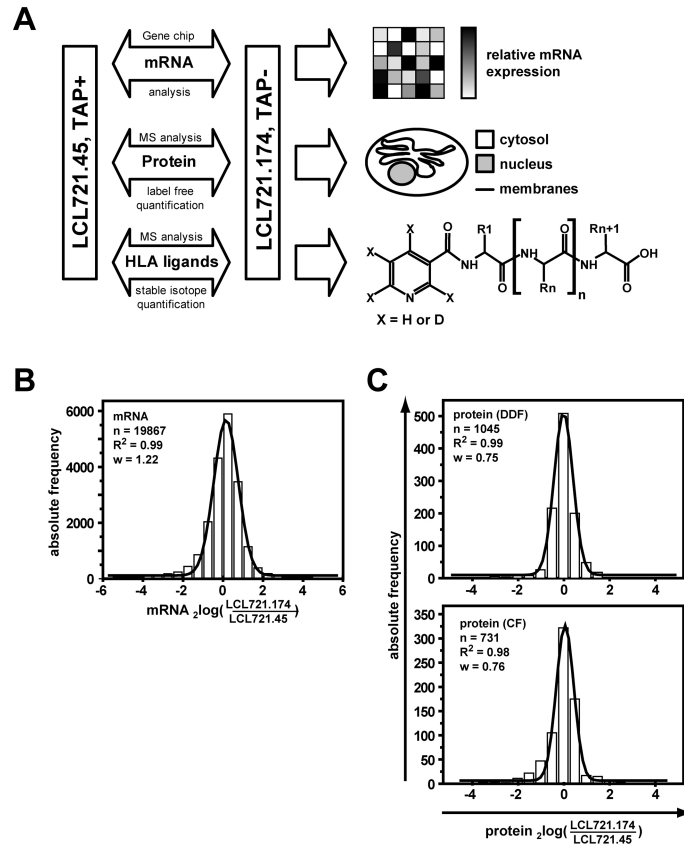 A
LCL721.45, TAP+
Gene chip
mRNA
analysis
MS analysis
Protein
label free
quantification
MS analysis
HLA ligands
stable isotope
quantification
LCL721.174, TAP-
relative mRNA
expression
cytosol
nucleus
membranes
X
X
X
X
N
O
N
H
R1
O
NH
O
Rn
n
NH
Rn+1
OH
O
X = H or D
B
mRNA
n = 19867
R² = 0.99
w = 1.22
absolute frequency
6000
4000
2000
0
-6 -4 -2 0 2 4 6
mRNA ₂log(LCL721.174/LCL721.45)
C
absolute frequency
protein (DDF)
n = 1045
R² = 0.99
w = 0.75
500
400
300
200
100
0
-4 -2 0 2 4
protein (CF)
n = 731
R² = 0.98
w = 0.76
350
300
250
200
150
100
50
0
-4 -2 0 2 4
protein ₂log(LCL721.174/LCL721.45)